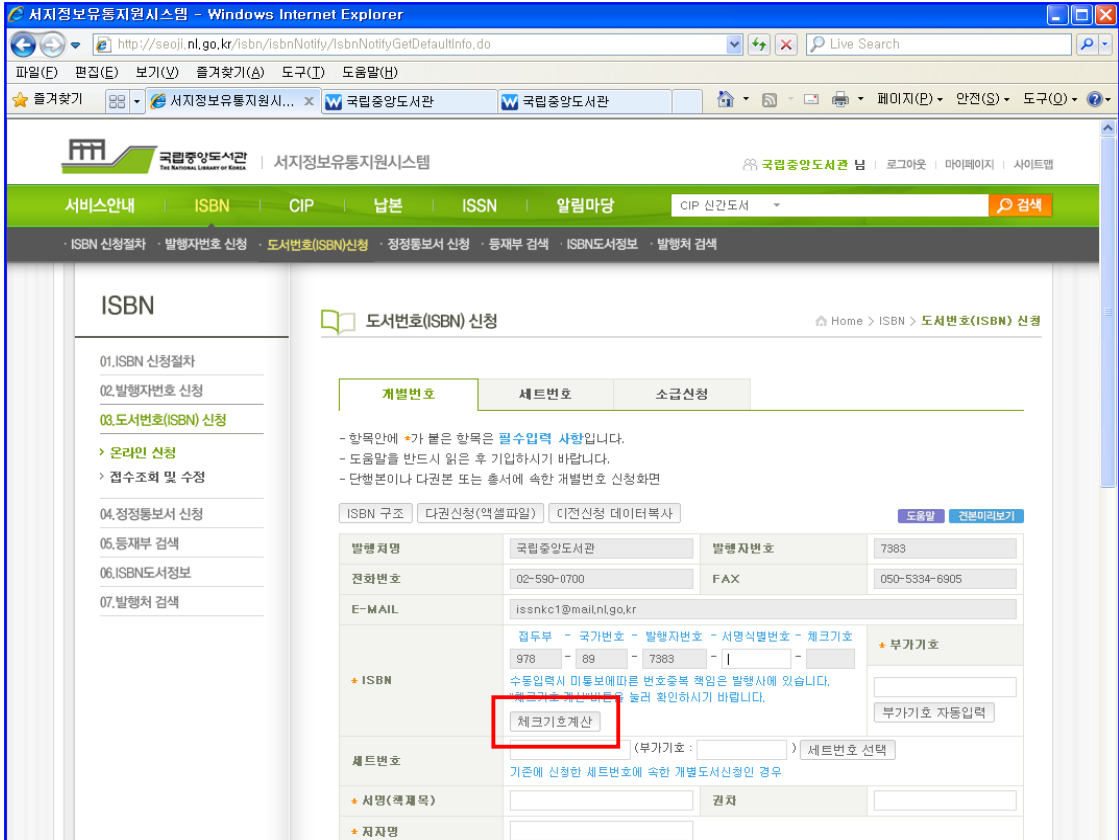 서지정보유통지원시스템 - Windows Internet Explorer
http://seoji.nl.go.kr/isbn/isbnNotify/IsbnNotifyGetDefaultInfo.do
Live Search
파일(F) 편집(E) 보기(V) 즐겨찾기(A) 도구(T) 도움말(H)
즐겨찾기 서지정보유통지원시... 국립중앙도서관 국립중앙도서관 페이지(P) 안전(S) 도구(O)
국립중앙도서관 The National Library of Korea 서지정보유통지원시스템
국립중앙도서관 님 로그아웃 마이페이지 사이트맵
서비스안내 ISBN CIP 납본 ISSN 알림마당 CIP 신간도서 검색
· ISBN 신청절차 · 발행자번호 신청 · 도서번호(ISBN)신청 · 정정통보서 신청 · 등재부 검색 · ISBN도서정보 · 발행처 검색
ISBN
도서번호(ISBN) 신청
Home > ISBN > 도서번호(ISBN) 신청
01.ISBN 신청절차
02.발행자번호 신청
03.도서번호(ISBN) 신청
> 온라인 신청
> 접수조회 및 수정
04.정정통보서 신청
05.등재부 검색
06.ISBN도서정보
07.발행처 검색
개별번호 세트번호 소급신청
- 항목안에 *가 붙은 항목은 필수입력 사항입니다.
- 도움말을 반드시 읽은 후 기입하시기 바랍니다.
- 단행본이나 다권본 또는 총서에 속한 개별번호 신청화면
ISBN 구조 다권신청(액셀파일) 이전신청 데이터복사 도움말 견본미리보기
발행처명 국립중앙도서관 발행자번호 7383
전화번호 02-590-0700 FAX 050-5334-6905
E-MAIL issnkc1@mail.nl.go.kr
접두부 - 국가번호 - 발행자번호 - 서명식별번호 - 체크기호
* 부가기호
978 - 89 - 7383 - -
* ISBN
수동입력시 미통보에따른 번호중복 책임은 발행사에 있습니다.
"체크기호 계산"버튼을 눌러 확인하시기 바랍니다.
체크기호계산
부가기호 자동입력
세트번호 (부가기호 : ) 세트번호 선택
기존에 신청한 세트번호에 속한 개별도서신청인 경우
* 서명(책제목) 권차
* 저자명